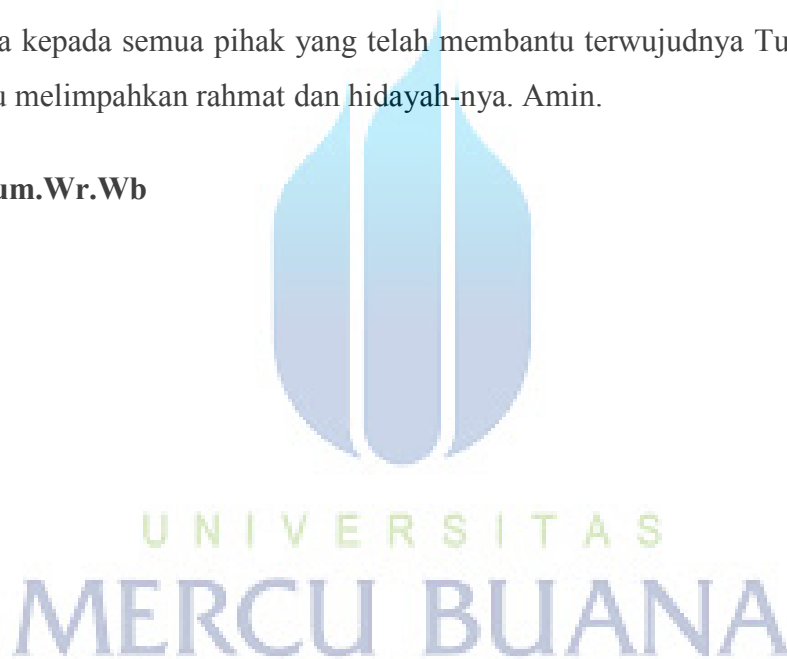 a kepada semua pihak yang telah membantu terwujudnya Tu
u melimpahkan rahmat dan hidayah-nya. Amin.
um.Wr.Wb
UNIVERSITAS
MERCU BUANA